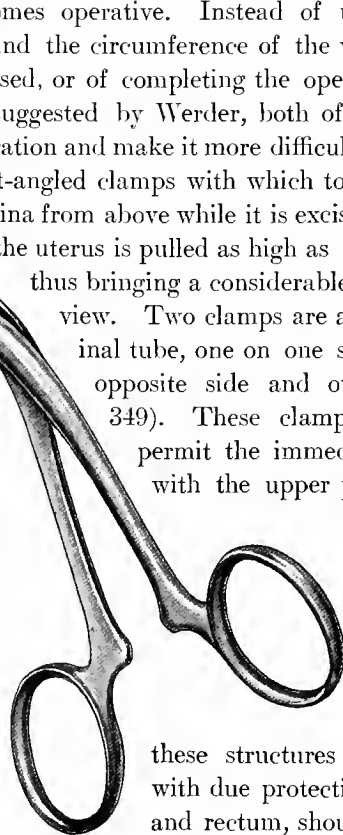 omes operative. Instead of
nd the circumference of the
sed, or of completing the ope
uggested by Werder, both of
ation and make it more difficul
t-angled clamps with which to
ina from above while it is excis
the uterus is pulled as high as
thus bringing a considerable
view. Two clamps are a
inal tube, one on one s
opposite side and o
349). These clamp
permit the immed
with the upper
these structures
with due protecti
and rectum, shou